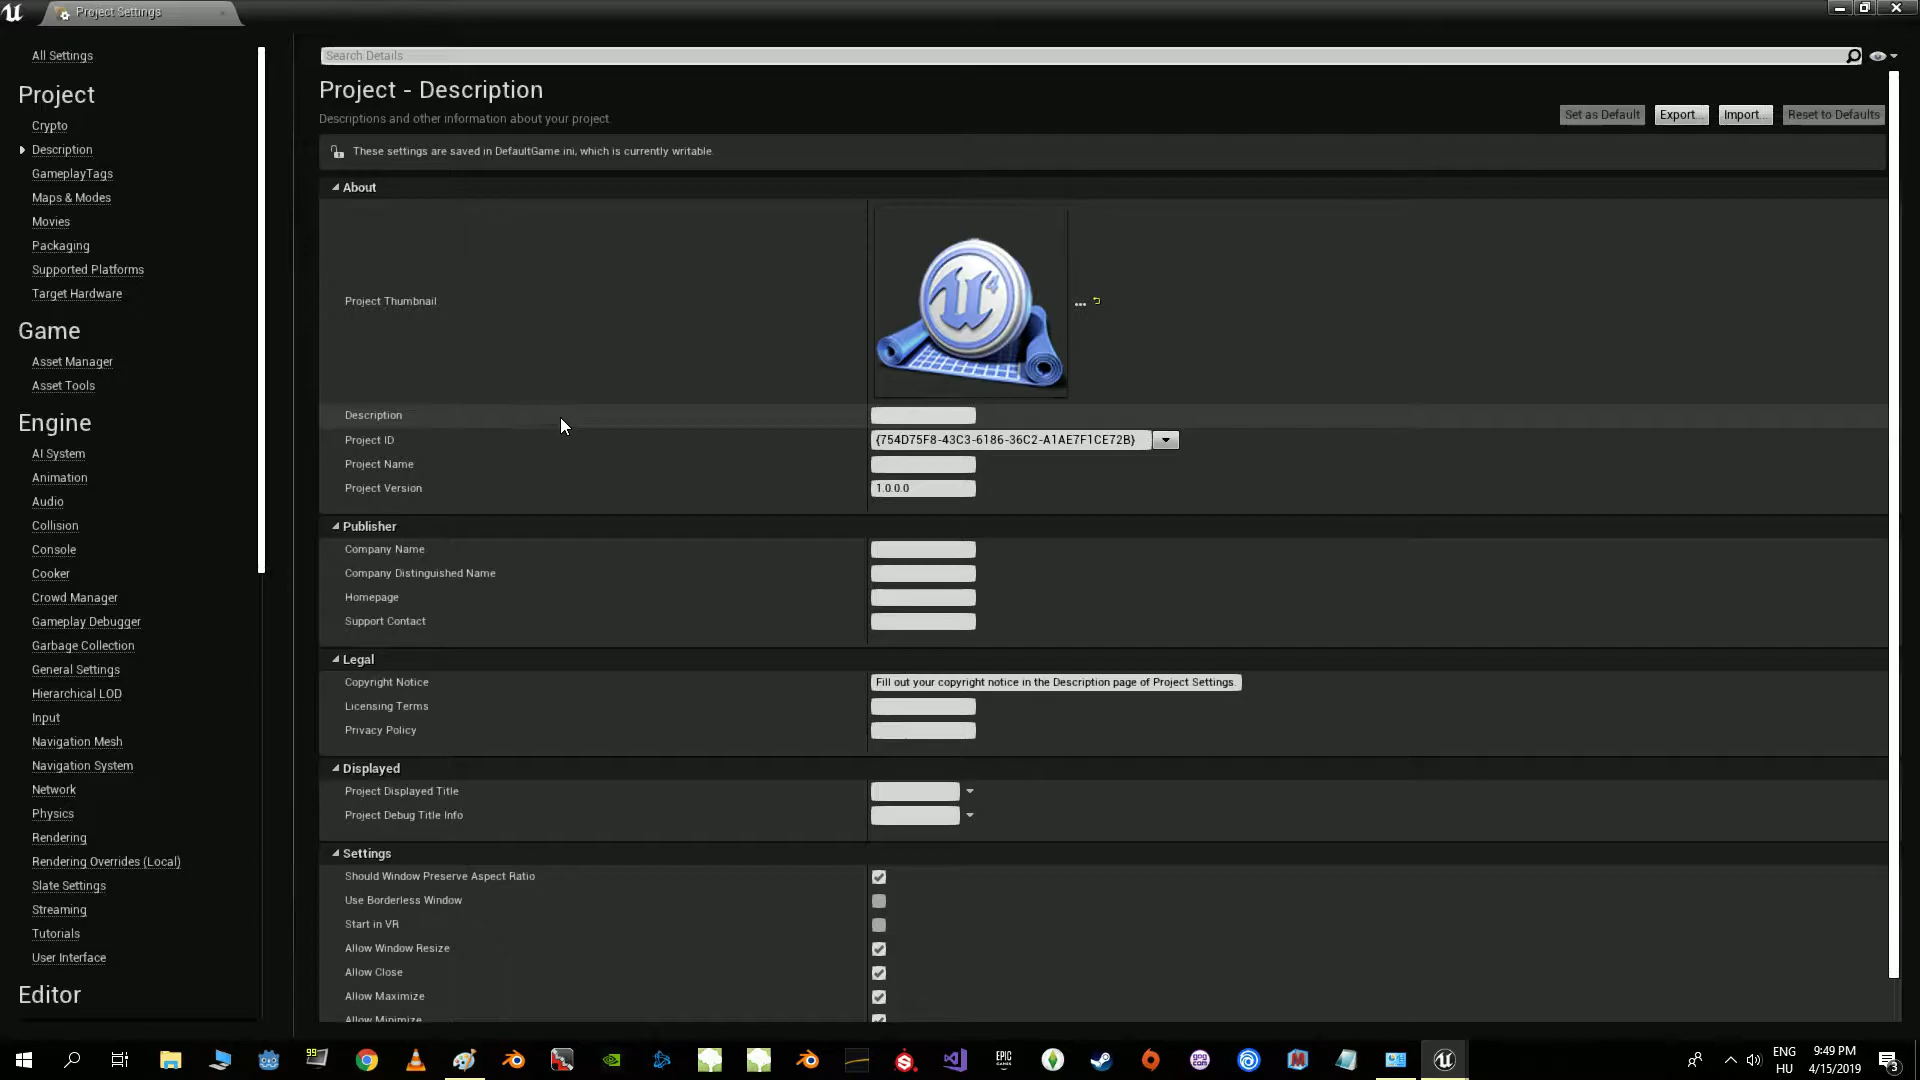 Project Settings
All Settings
Project
Crypto
Description
GameplayTags
Maps & Modes
Movies
Packaging
Supported Platforms
Target Hardware
Game
Asset Manager
Asset Tools
Engine
AI System
Animation
Audio
Collision
Console
Cooker
Crowd Manager
Gameplay Debugger
Garbage Collection
General Settings
Hierarchical LOD
Input
Navigation Mesh
Navigation System
Network
Physics
Rendering
Rendering Overrides (Local)
Slate Settings
Streaming
Tutorials
User Interface
Editor
Search Details
Project - Description
Descriptions and other information about your project
Set as Default Export... Import... Reset to Defaults
These settings are saved in DefaultGame.ini, which is currently writable.
About
Project Thumbnail
Description
Project ID {754D75F8-43C3-6186-36C2-A1AE7F1CE72B}
Project Name
Project Version 1.0.0.0
Publisher
Company Name
Company Distinguished Name
Homepage
Support Contact
Legal
Copyright Notice Fill out your copyright notice in the Description page of Project Settings.
Licensing Terms
Privacy Policy
Displayed
Project Displayed Title
Project Debug Title Info
Settings
Should Window Preserve Aspect Ratio
Use Borderless Window
Start in VR
Allow Window Resize
Allow Close
Allow Maximize
Allow Minimize
99
EPIC GAMES
ENG
HU
9:49 PM
4/15/2019
3